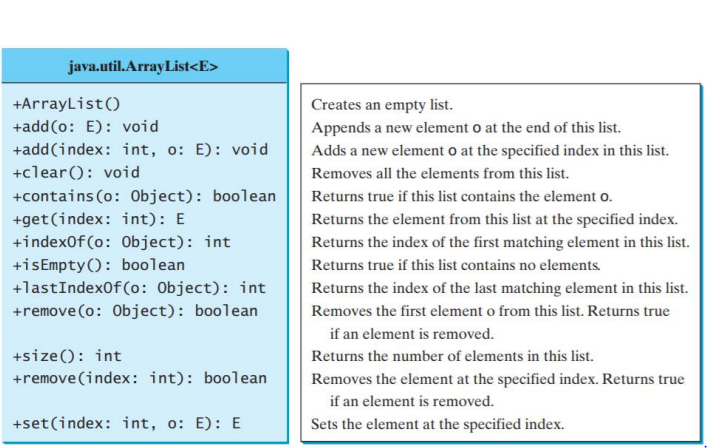 java.util.ArrayList<E>
+ArrayList()
Creates an empty list.
+add(o: E): void
Appends a new element o at the end of this list.
+add(index: int, o: E): void
Adds a new element o at the specified index in this list.
+clear(): void
Removes all the elements from this list.
+contains(o: Object): boolean
Returns true if this list contains the element o.
+get(index: int): E
Returns the element from this list at the specified index.
+indexOf(o: Object): int
Returns the index of the first matching element in this list.
+isEmpty(): boolean
Returns true if this list contains no elements.
+lastIndexOf(o: Object): int
Returns the index of the last matching element in this list.
+remove(o: Object): boolean
Removes the first element o from this list. Returns true
if an element is removed.
+size(): int
Returns the number of elements in this list.
+remove(index: int): boolean
Removes the element at the specified index. Returns true
if an element is removed.
+set(index: int, o: E): E
Sets the element at the specified index.